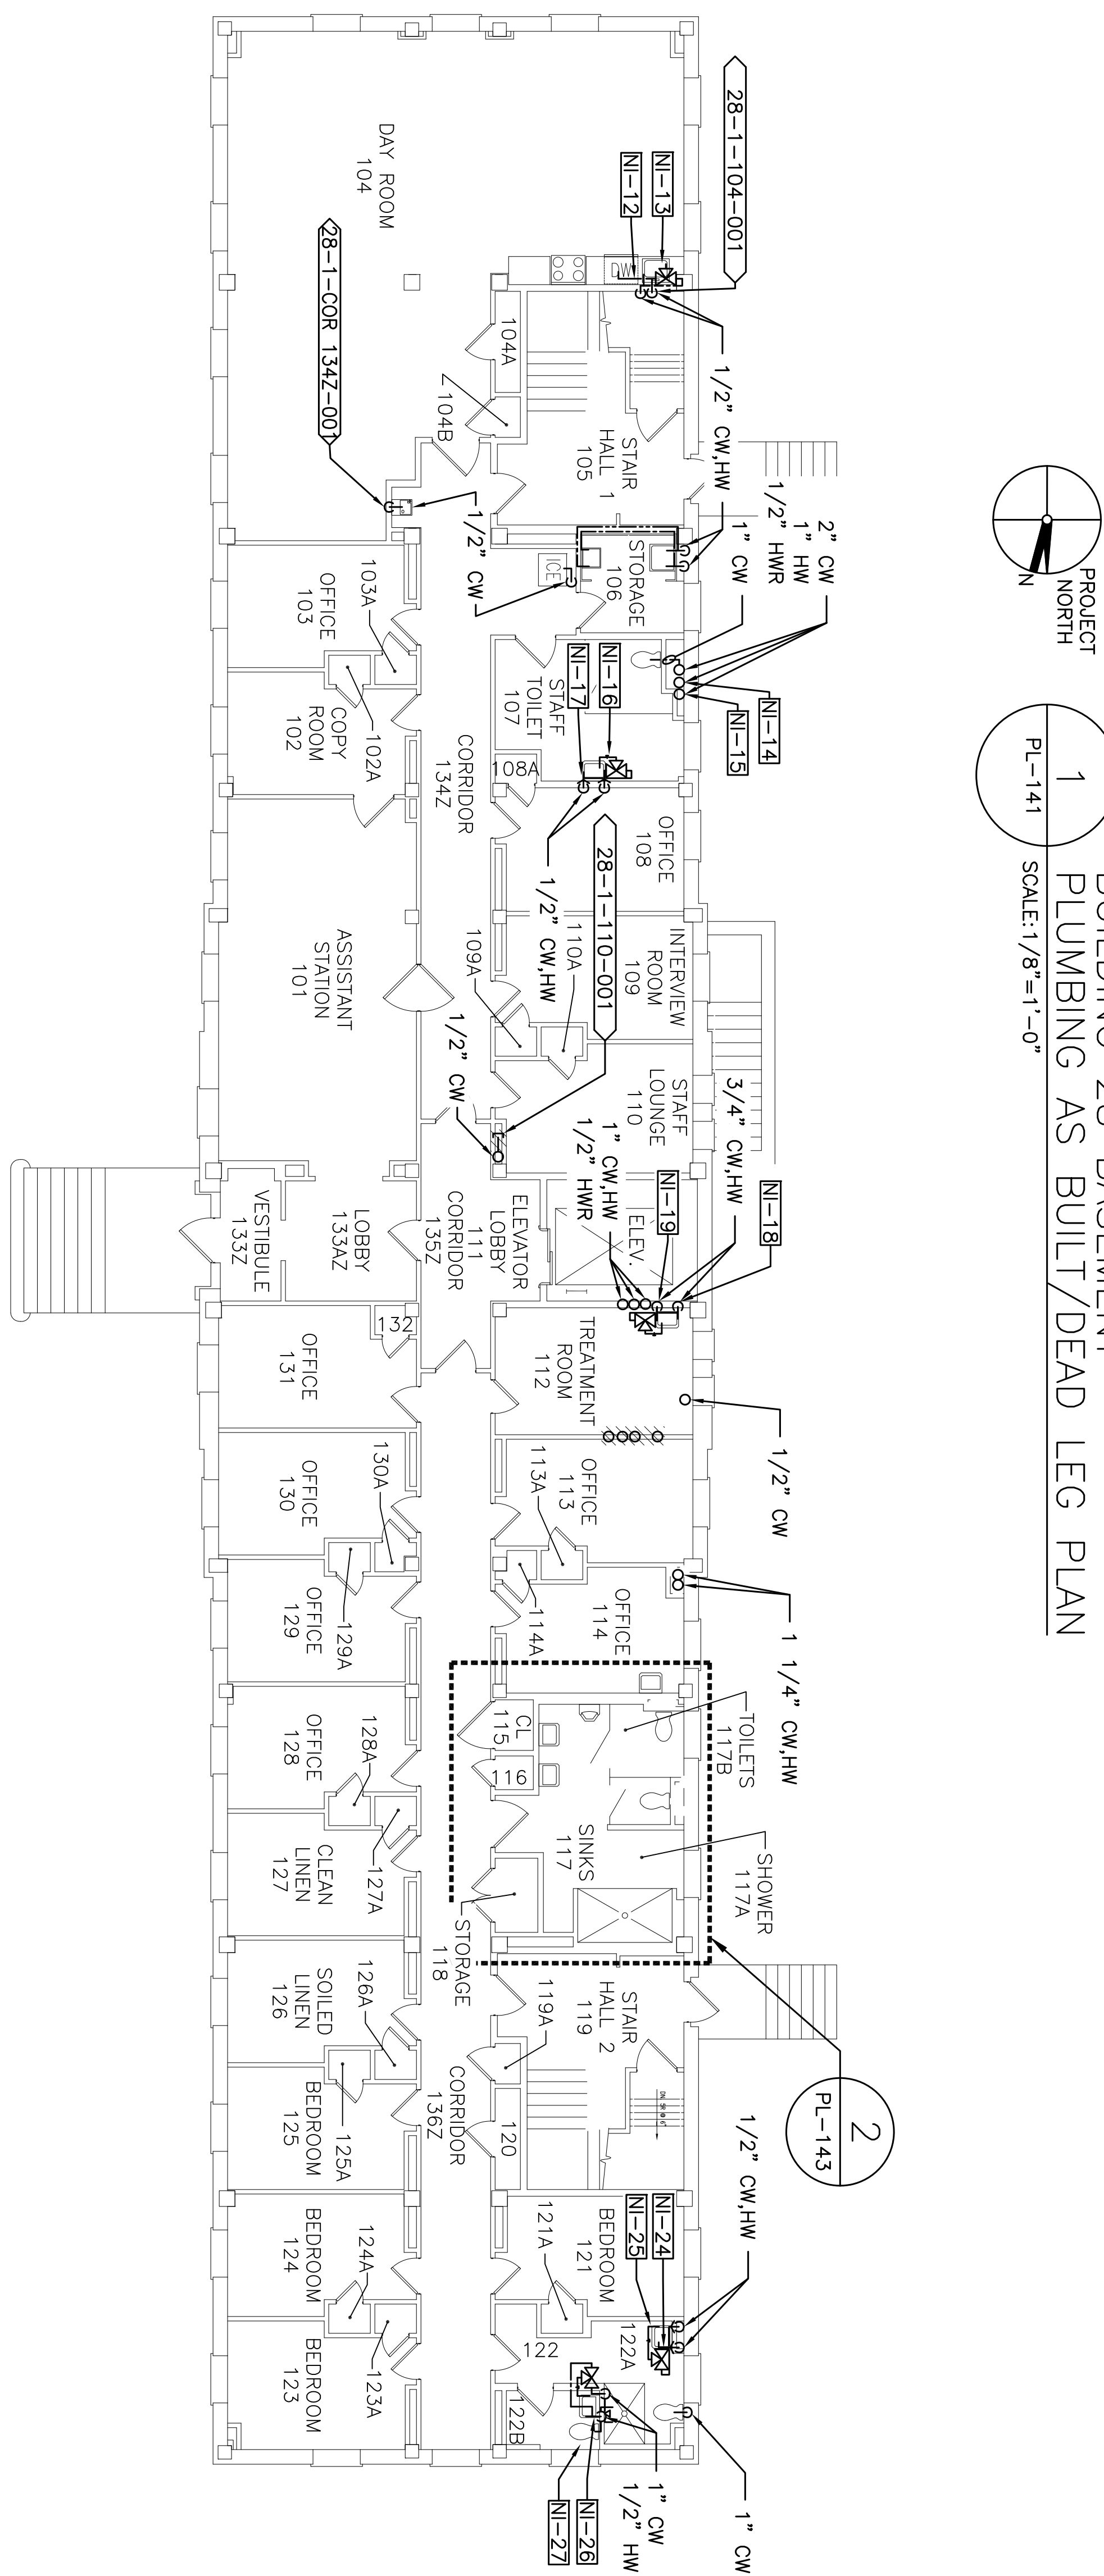 PROJECT
NORTH
N
1
PL-141
PLUMBING AS BUILT/DEAD LEG PLAN
SCALE:1/8"=1'-0"
28-1-104-001
NI-13
NI-12
1/2" CW,HW
2" CW
1" HW
1/2" HWR
1" CW
NI-14
NI-15
DAY ROOM
104
DW
104A
104B
STAIR
HALL 1
105
28-1-COR 134Z-001
1/2" CW
STORAGE
106
ICE
OFFICE
103
103A
NI-16
NI-17
STAFF
TOILET
107
COPY
ROOM
102
102A
CORRIDOR
134Z
108A
OFFICE
108
1/2" CW,HW
28-1-110-001
ASSISTANT
STATION
101
INTERVIEW
ROOM
109
109A
110A
1/2" CW
STAFF
LOUNGE
110
3/4" CW,HW
1" CW,HW
1/2" HWR
NI-18
NI-19
VESTIBULE
133Z
LOBBY
133AZ
CORRIDOR
135Z
ELEVATOR
LOBBY
111
ELEV.
132
OFFICE
131
TREATMENT
ROOM
112
1/2" CW
OFFICE
130
130A
OFFICE
113
113A
1 1/4" CW,HW
OFFICE
129
129A
OFFICE
114
114A
TOILETS
117B
OFFICE
128
128A
CL
115
116
SINKS
117
SHOWER
117A
CLEAN
LINEN
127
127A
STORAGE
118
SOILED
LINEN
126
126A
STAIR
HALL 2
119
119A
120
2
PL-143
BEDROOM
125
125A
CORRIDOR
136Z
DN. 5R @ 6"
1/2" CW,HW
NI-24
NI-25
BEDROOM
124
124A
BEDROOM
121
121A
122
122A
122B
BEDROOM
123
123A
1" CW
1/2" HW
1" CW
NI-26
NI-27